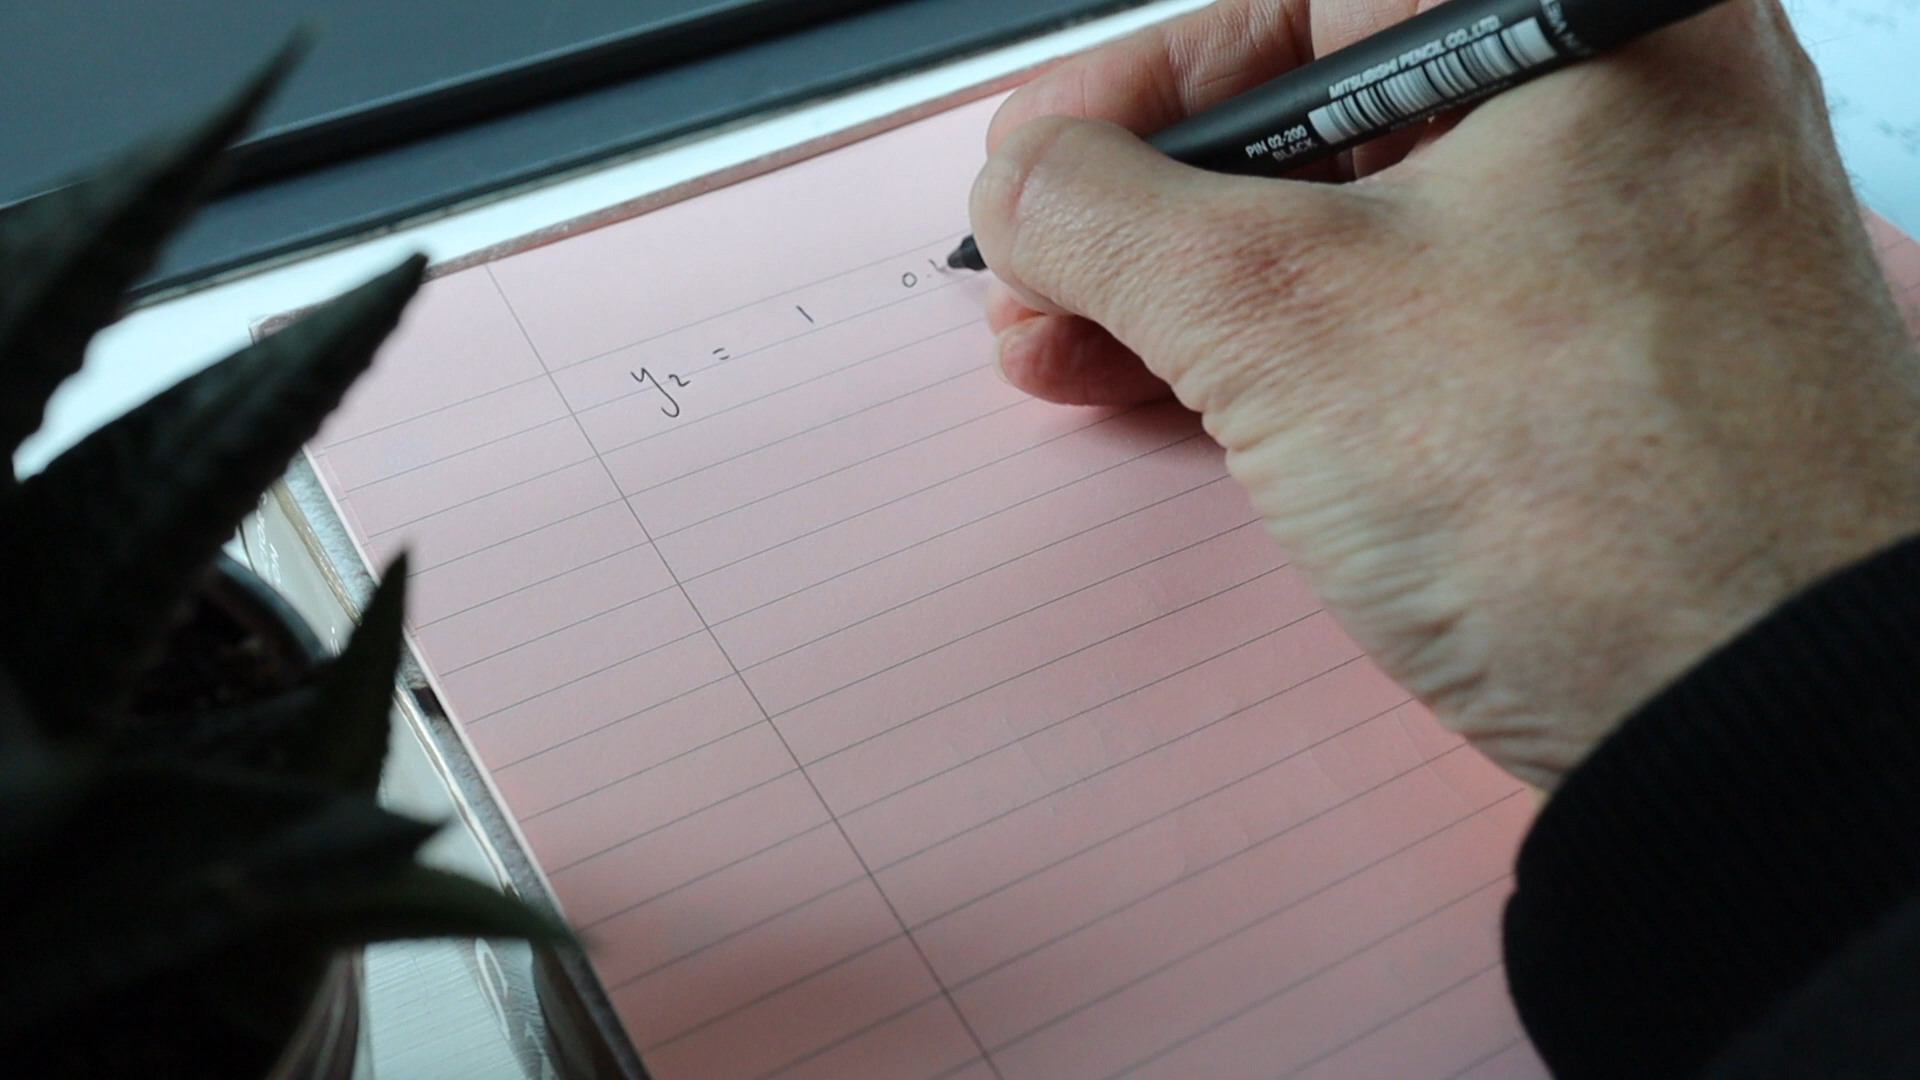 MITSUBISHI PENCIL CO., LTD.
PIN 02-200
BLACK
y₂ = 1 0.